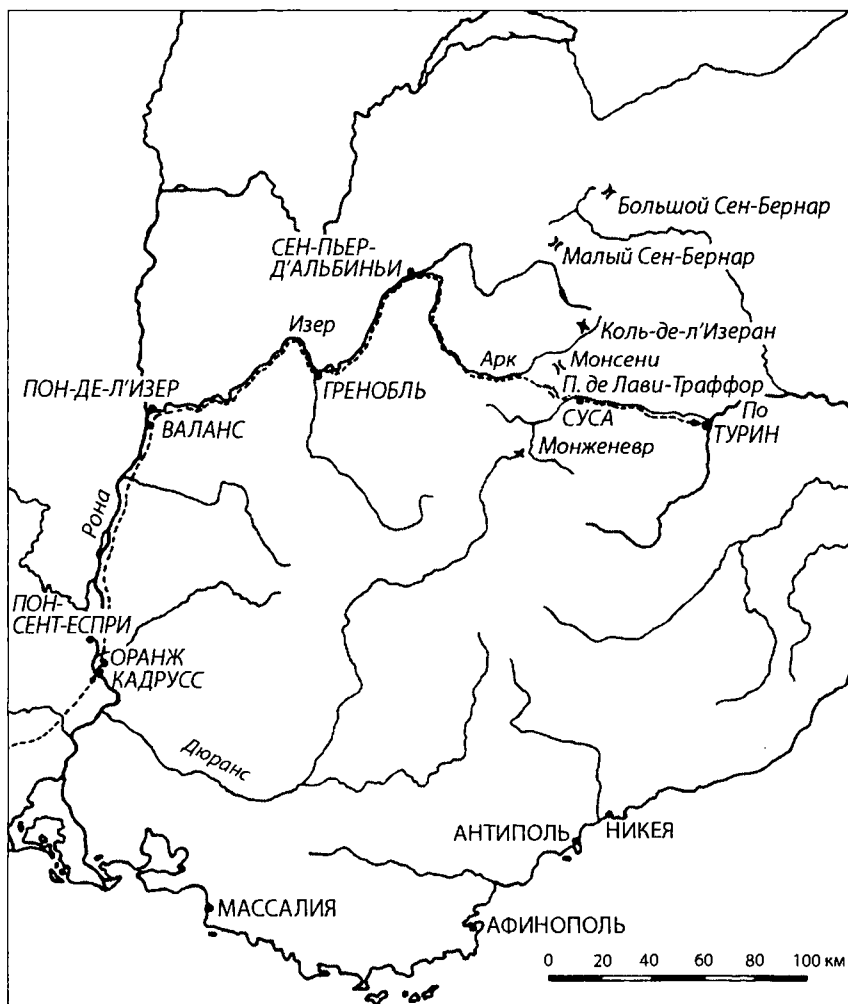 Большой Сен-Бернар
СЕН-ПЬЕР-
Д'АЛЬБИНЬИ
Малый Сен-Бернар
Изер
Коль-де-л'Изеран
Арк
Монсени
ПОН-ДЕ-Л'ИЗЕР
ГРЕНОБЛЬ
П. де Лави-Траффор
По
ВАЛАНС
СУСА
ТУРИН
Монженевр
Рона
ПОН-
СЕНТ-ЕСПРИ
ОРАНЖ
КАДРУСС
Дюранс
АНТИПОЛЬ
НИКЕЯ
МАССАЛИЯ
АФИНОПОЛЬ
0 20 40 60 80 100 км